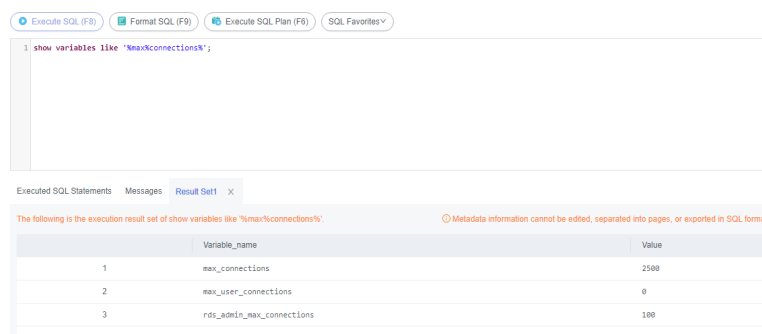 Execute SQL (F8) Format SQL (F9) Execute SQL Plan (F6) SQL Favorites
1 show variables like '%max%connections%';
Executed SQL Statements Messages Result Set1 X
The following is the execution result set of show variables like '%max%connections%'. Metadata information cannot be edited, separated into pages, or exported in SQL forma
Variable_name Value
1 max_connections 2500
2 max_user_connections 0
3 rds_admin_max_connections 100